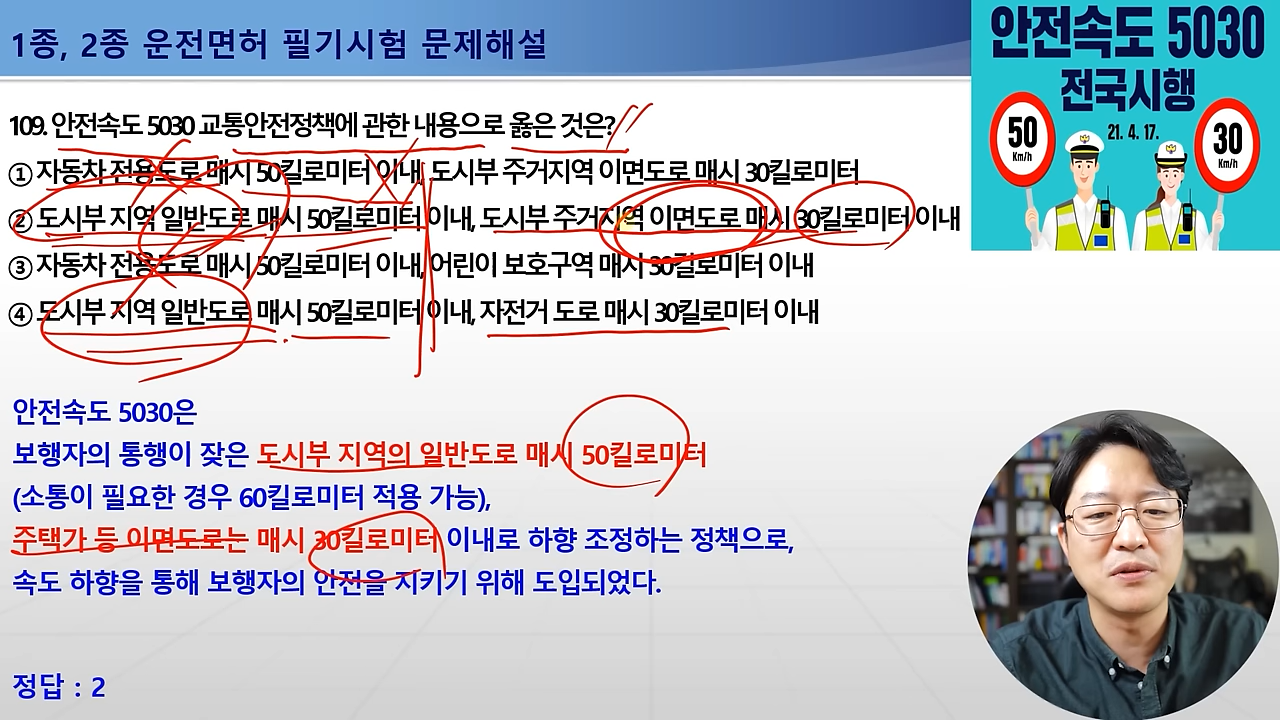 1종, 2종 운전면허 필기시험 문제해설
안전속도 5030
전국시행
21. 4. 17.
50
Km/h
30
Km/h
109. 안전속도 5030 교통안전정책에 관한 내용으로 옳은 것은?
① 자동차 전용도로 매시 50킬로미터 이내, 도시부 주거지역 이면도로 매시 30킬로미터
② 도시부 지역 일반도로 매시 50킬로미터 이내, 도시부 주거지역 이면도로 매시 30킬로미터 이내
③ 자동차 전용도로 매시 50킬로미터 이내, 어린이 보호구역 매시 30킬로미터 이내
④ 도시부 지역 일반도로 매시 50킬로미터 이내, 자전거 도로 매시 30킬로미터 이내
안전속도 5030은
보행자의 통행이 잦은 도시부 지역의 일반도로 매시 50킬로미터
(소통이 필요한 경우 60킬로미터 적용 가능),
주택가 등 이면도로는 매시 30킬로미터 이내로 하향 조정하는 정책으로,
속도 하향을 통해 보행자의 안전을 지키기 위해 도입되었다.
정답 : 2